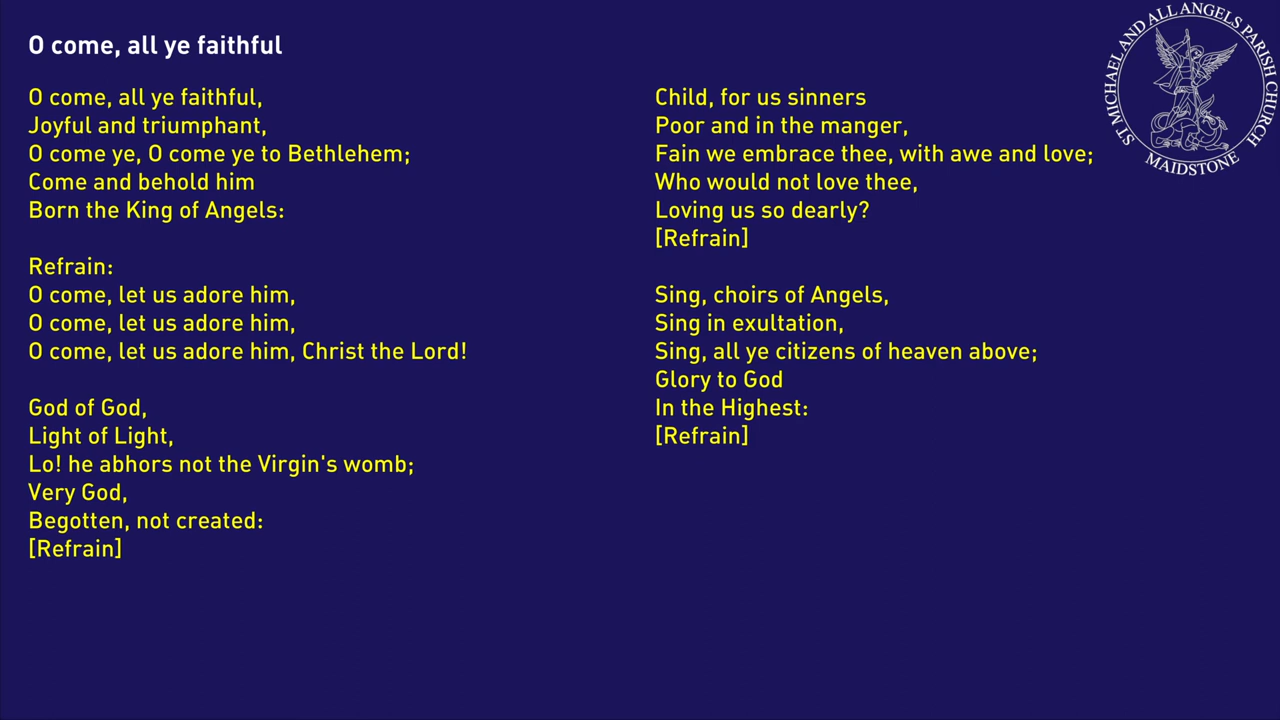 O come, all ye faithful
O come, all ye faithful,
Joyful and triumphant,
O come ye, O come ye to Bethlehem;
Come and behold him
Born the King of Angels:
Refrain:
O come, let us adore him,
O come, let us adore him,
O come, let us adore him, Christ the Lord!
God of God,
Light of Light,
Lo! he abhors not the Virgin's womb;
Very God,
Begotten, not created:
[Refrain]
Child, for us sinners
Poor and in the manger,
Fain we embrace thee, with awe and love;
Who would not love thee,
Loving us so dearly?
[Refrain]
Sing, choirs of Angels,
Sing in exultation,
Sing, all ye citizens of heaven above;
Glory to God
In the Highest:
[Refrain]
ST MICHAEL AND ALL ANGELS PARISH CHURCH
MAIDSTONE